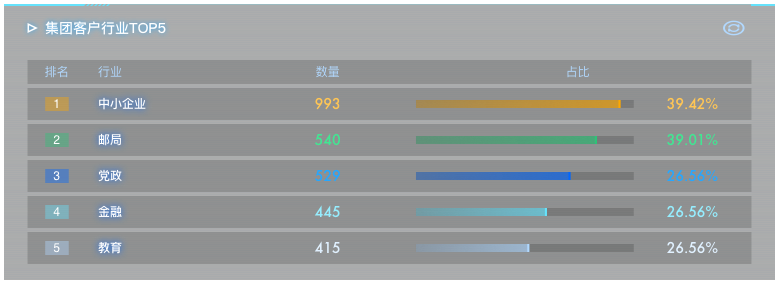 集团客户行业TOP5
排名 行业 数量 占比
1 中小企业 993 39.42%
2 邮局 540 39.01%
3 党政 529 26.56%
4 金融 445 26.56%
5 教育 415 26.56%